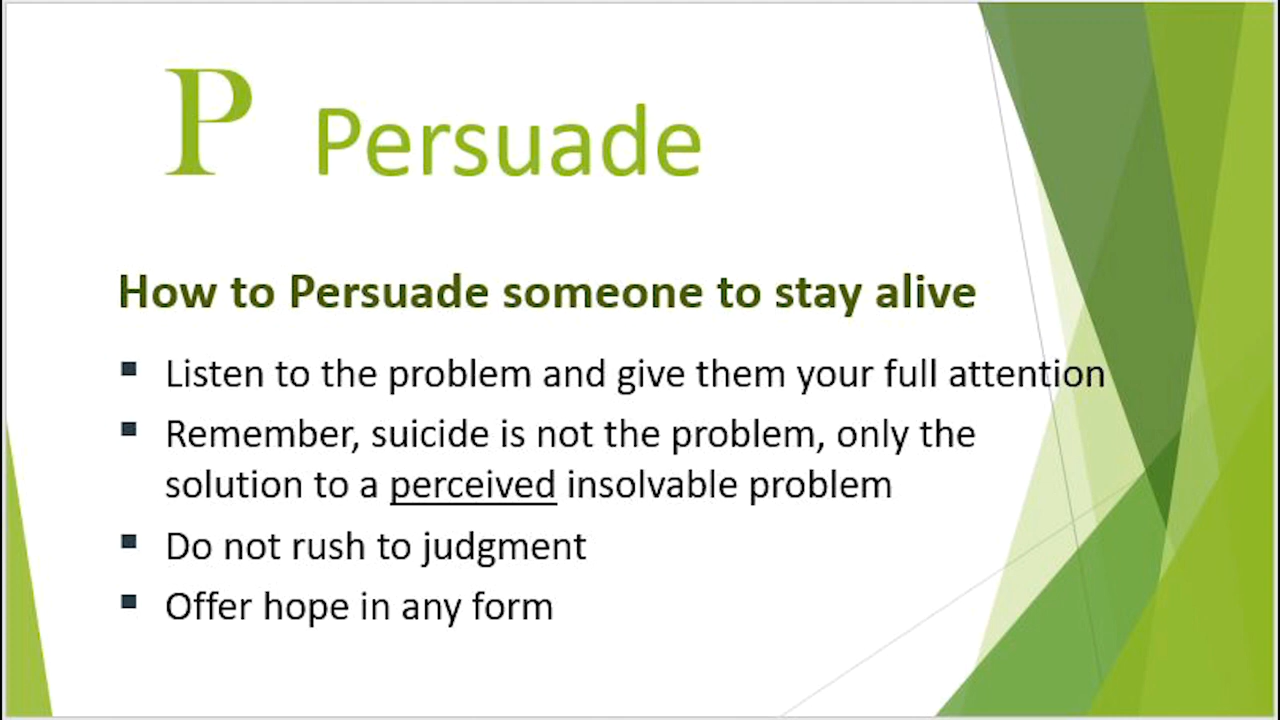 P Persuade
How to Persuade someone to stay alive
▪ Listen to the problem and give them your full attention
▪ Remember, suicide is not the problem, only the
solution to a perceived insolvable problem
▪ Do not rush to judgment
▪ Offer hope in any form